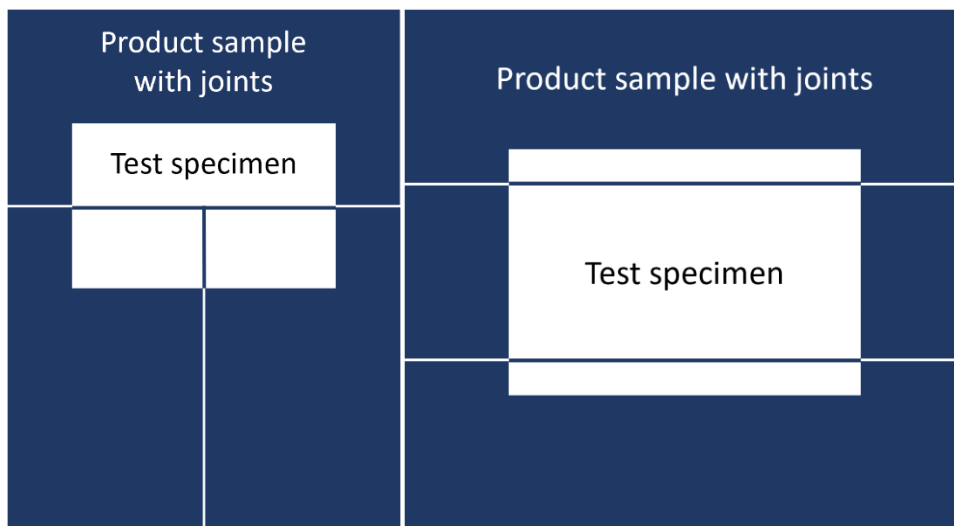 Product sample
with joints
Test specimen
Product sample with joints
Test specimen